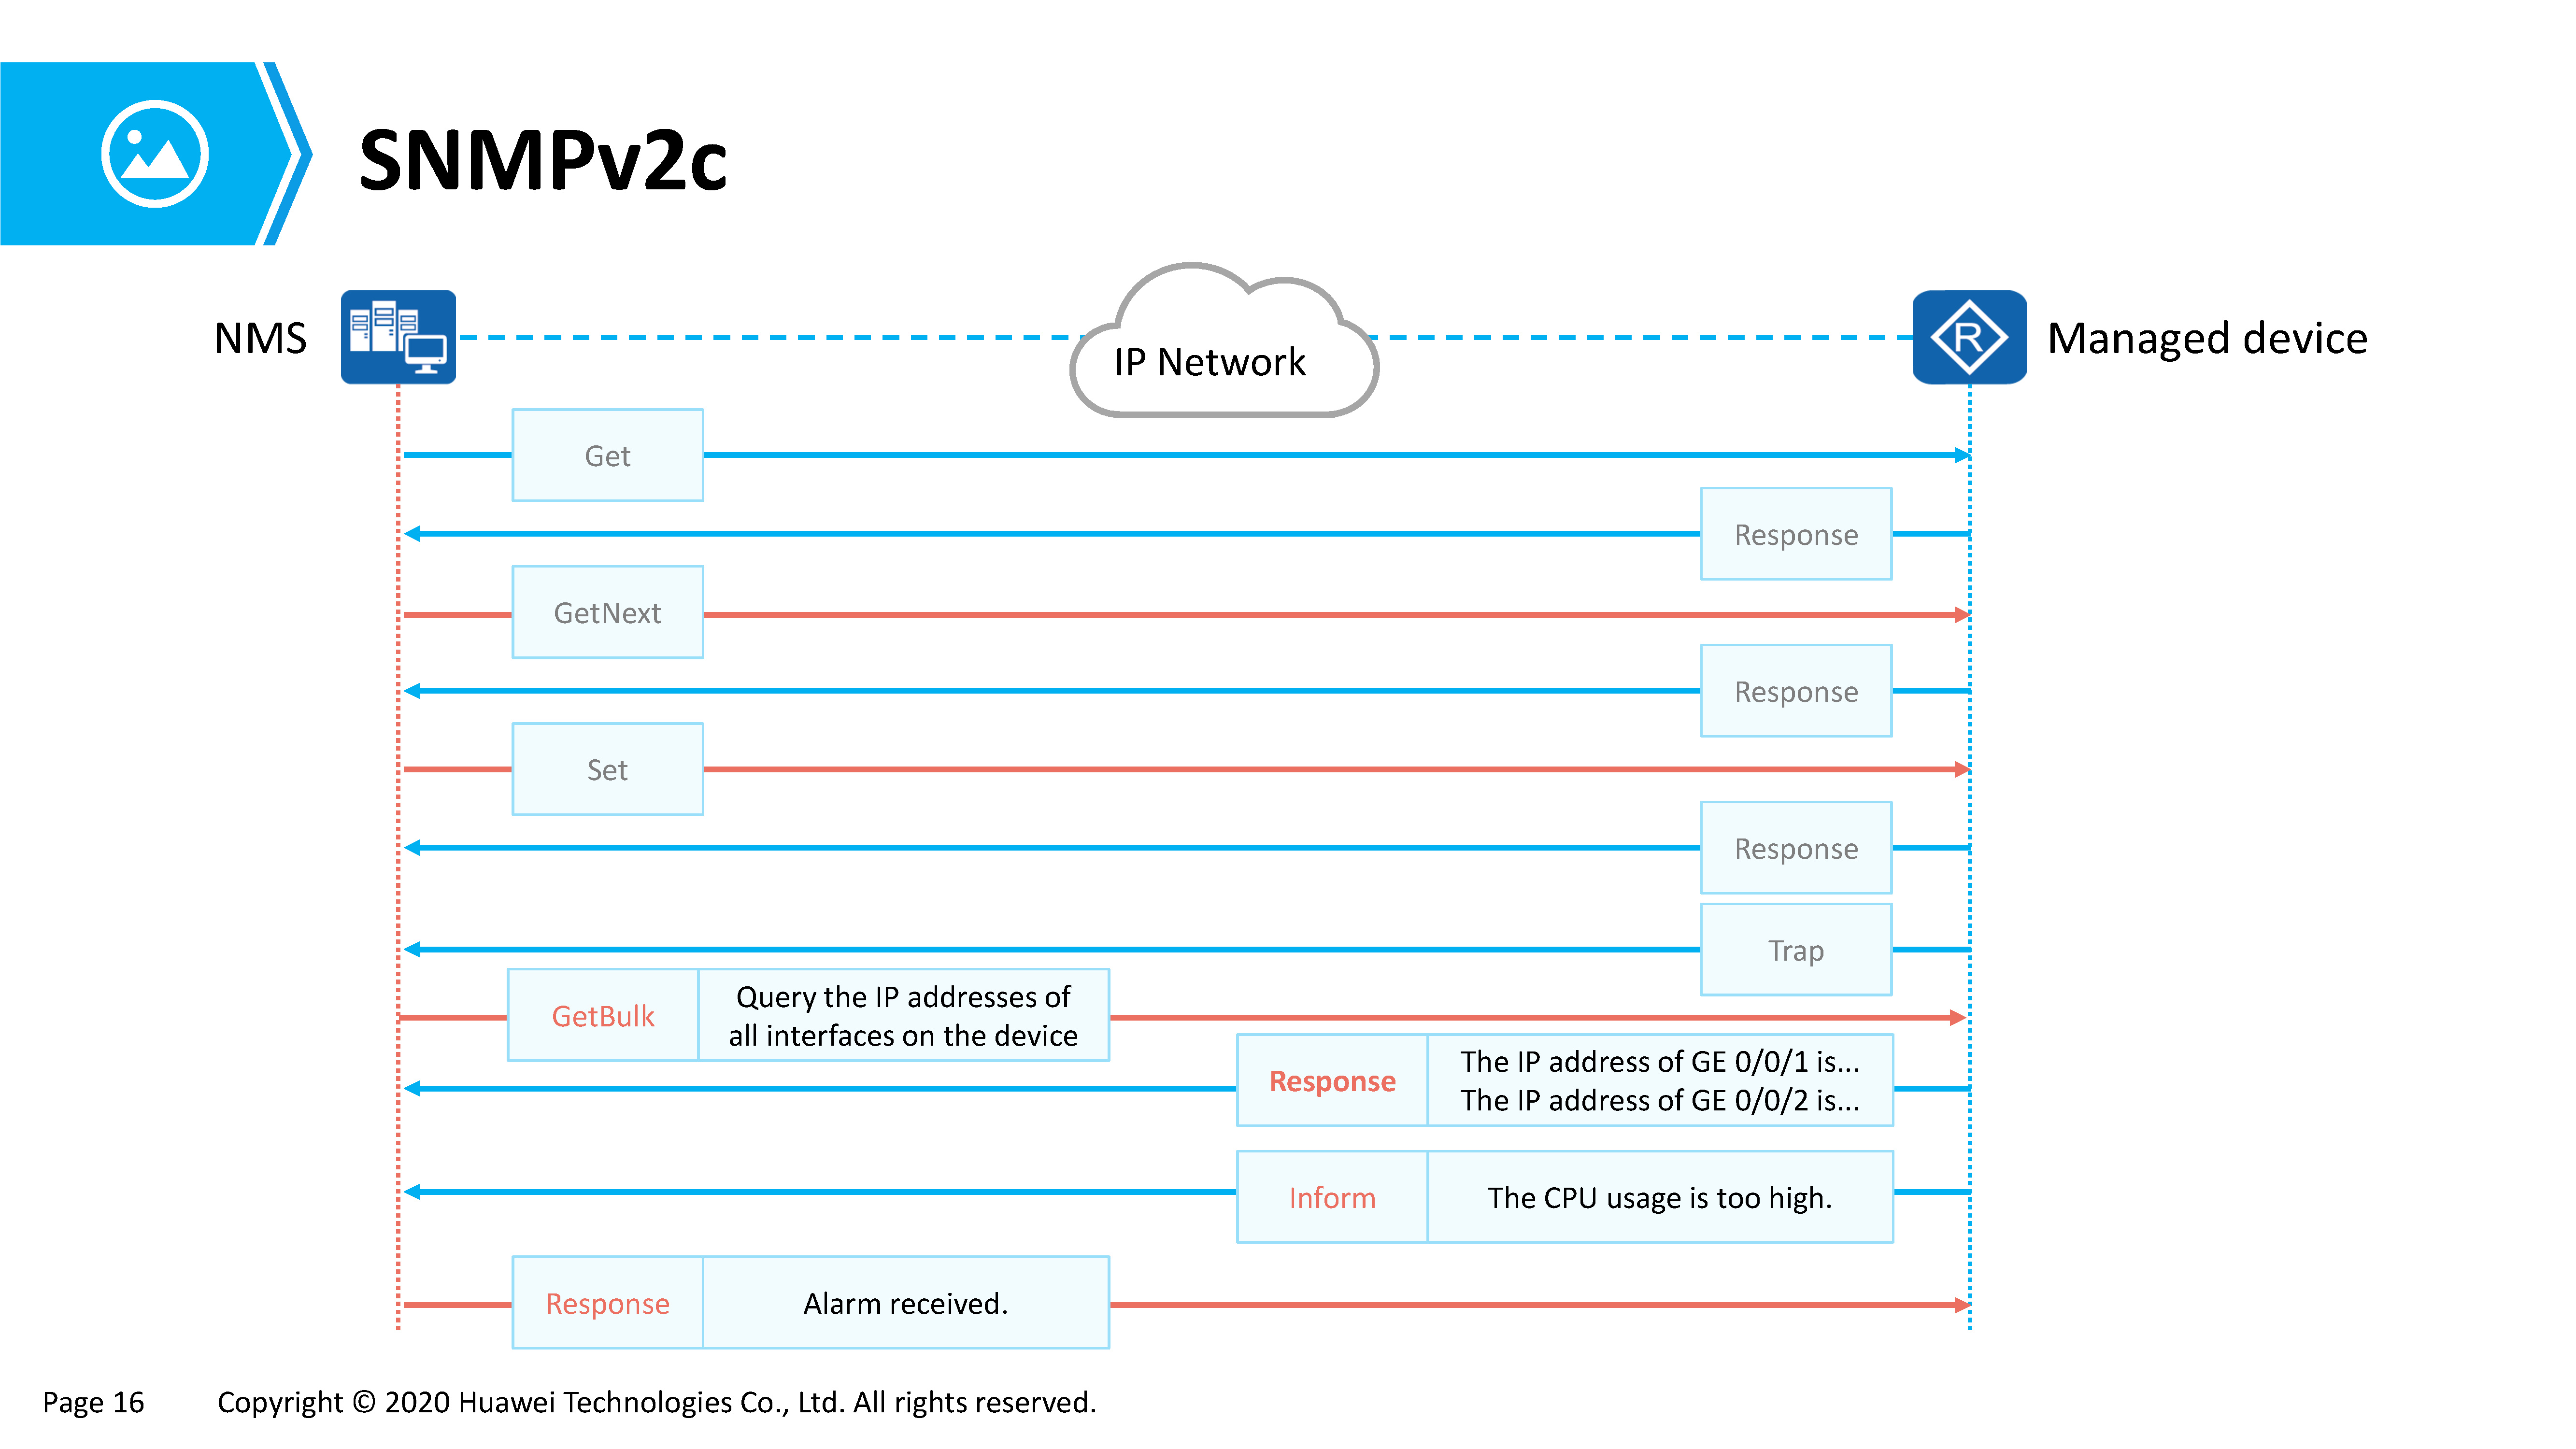 SNMPv2c
NMS
IP Network
R
Managed device
Get
Response
GetNext
Response
Set
Response
Trap
GetBulk
Query the IP addresses of
all interfaces on the device
Response
The IP address of GE 0/0/1 is...
The IP address of GE 0/0/2 is...
Inform
The CPU usage is too high.
Response
Alarm received.
Page 16
Copyright © 2020 Huawei Technologies Co., Ltd. All rights reserved.